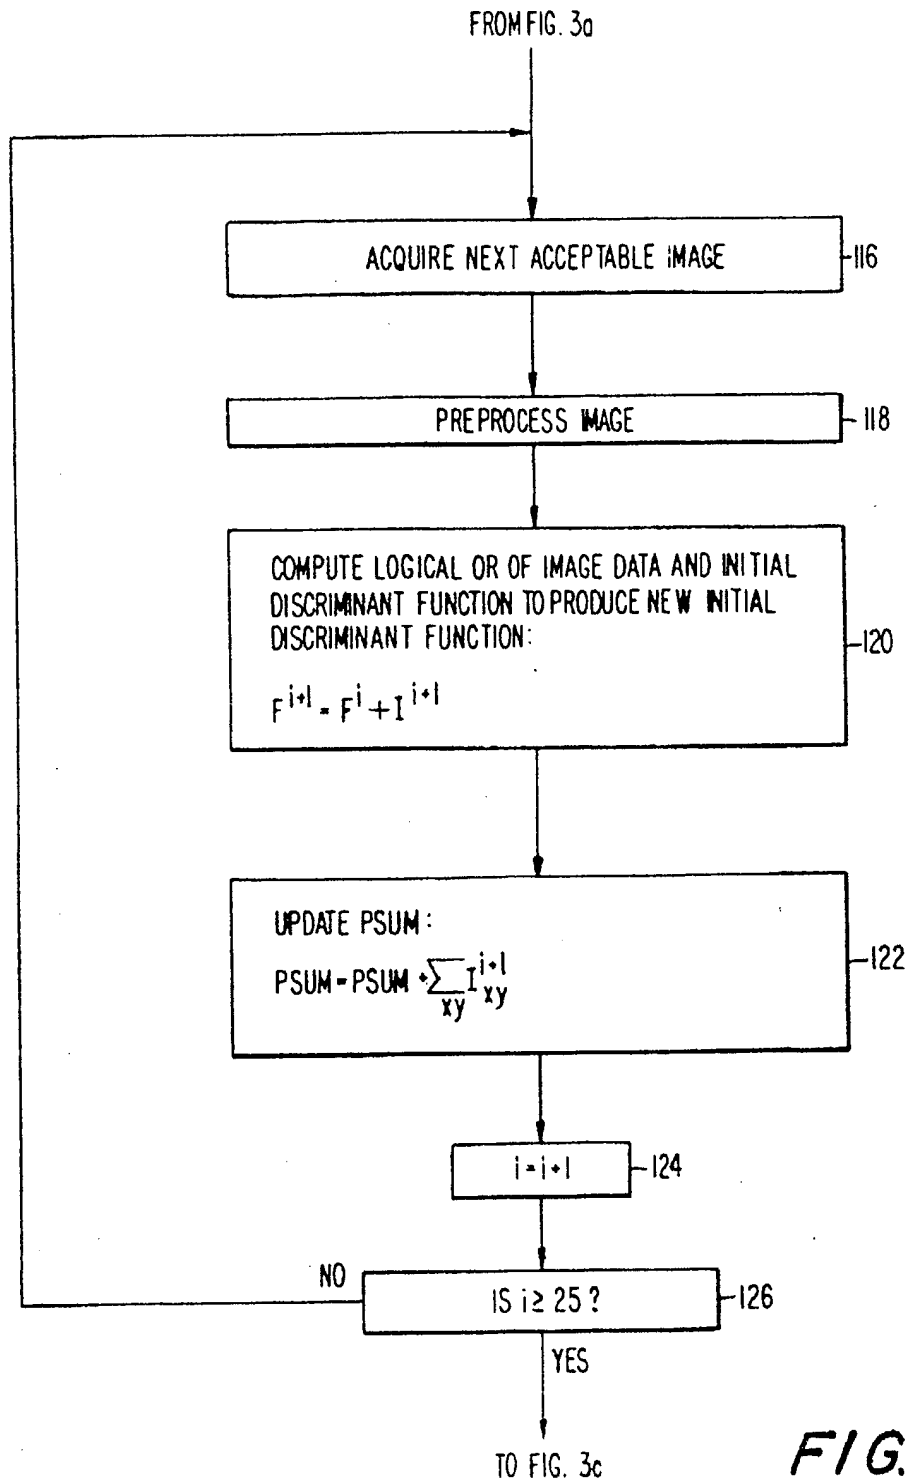 FROM FIG. 3a
ACQUIRE NEXT ACCEPTABLE IMAGE
116
PREPROCESS IMAGE
118
COMPUTE LOGICAL OR OF IMAGE DATA AND INITIAL
DISCRIMINANT FUNCTION TO PRODUCE NEW INITIAL
DISCRIMINANT FUNCTION:
120
F^{i+1} = F^i + I^{i+1}
UPDATE PSUM:
122
PSUM = PSUM + ∑_{xy} I_{xy}^{i+1}
i = i + 1
124
NO
IS i ≥ 25 ?
126
YES
TO FIG. 3c
FIG.